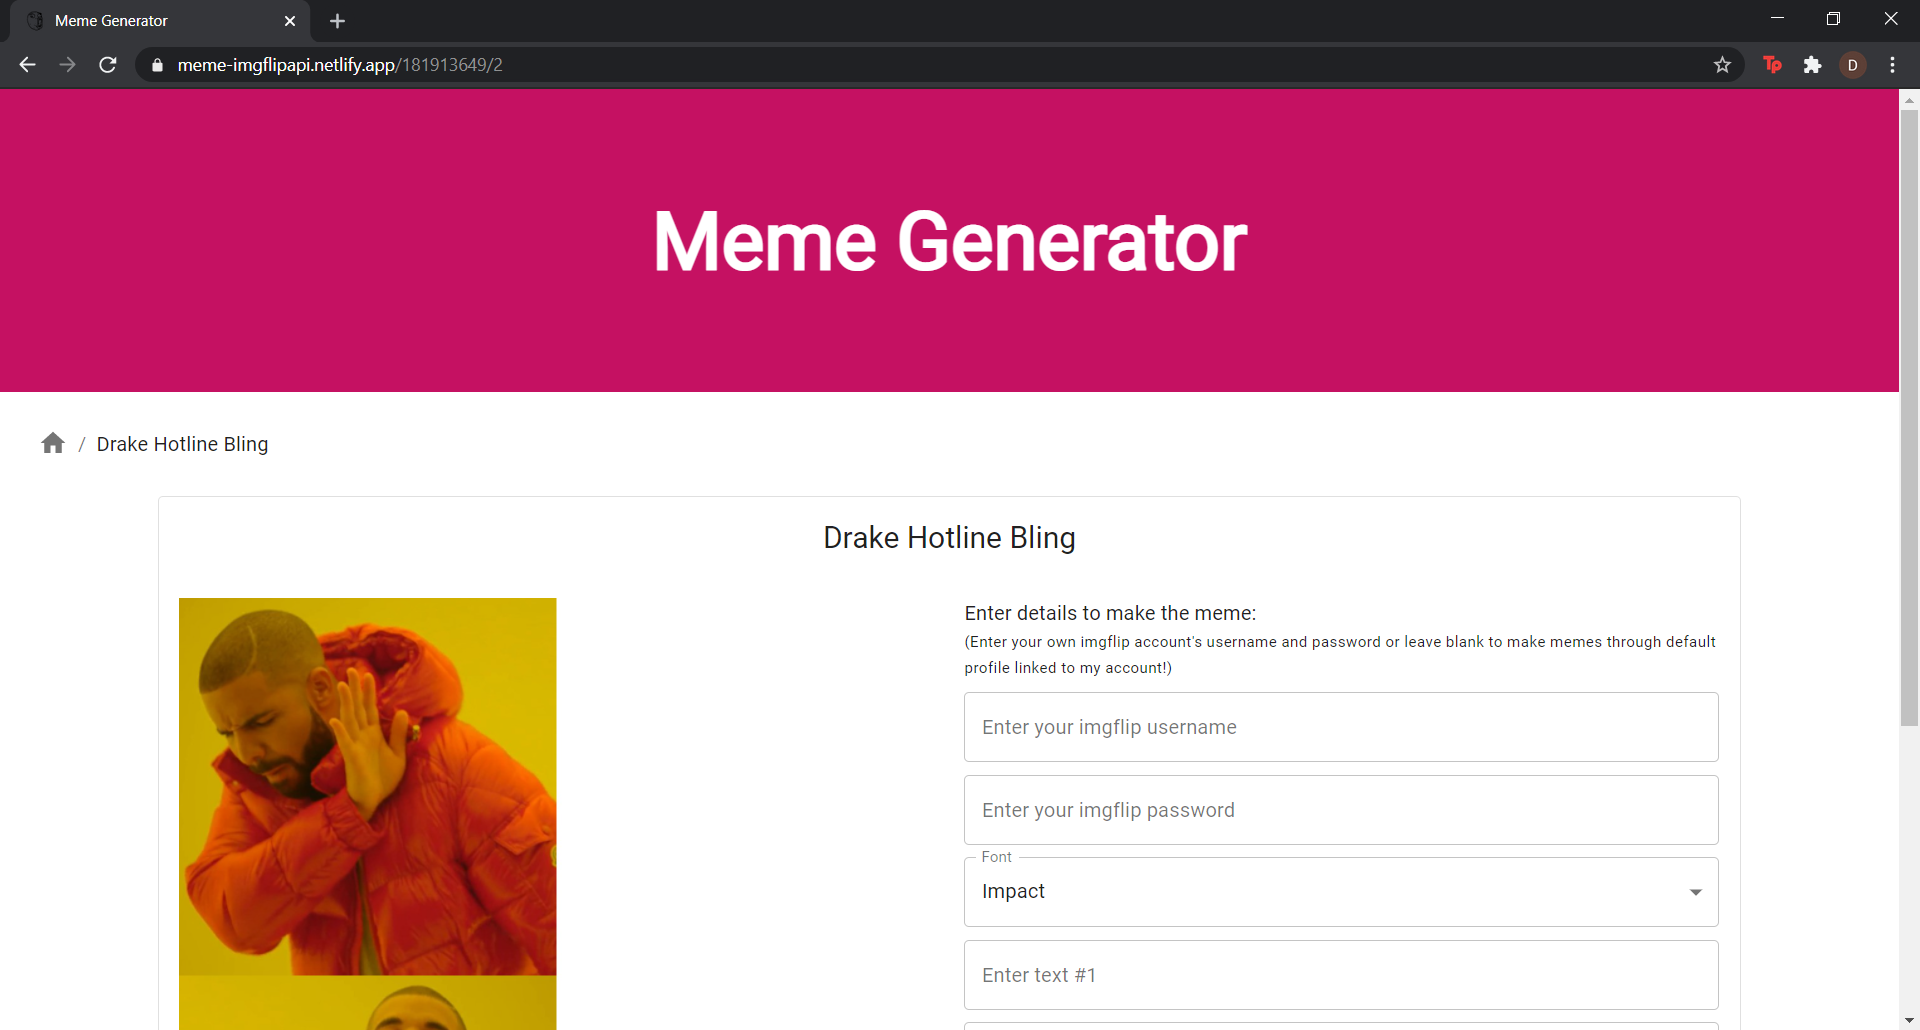 Meme Generator
meme-imgflipapi.netlify.app/181913649/2
Tp
D
Meme Generator
/ Drake Hotline Bling
Drake Hotline Bling
Enter details to make the meme:
(Enter your own imgflip account's username and password or leave blank to make memes through default
profile linked to my account!)
Enter your imgflip username
Enter your imgflip password
Font
Impact
Enter text #1